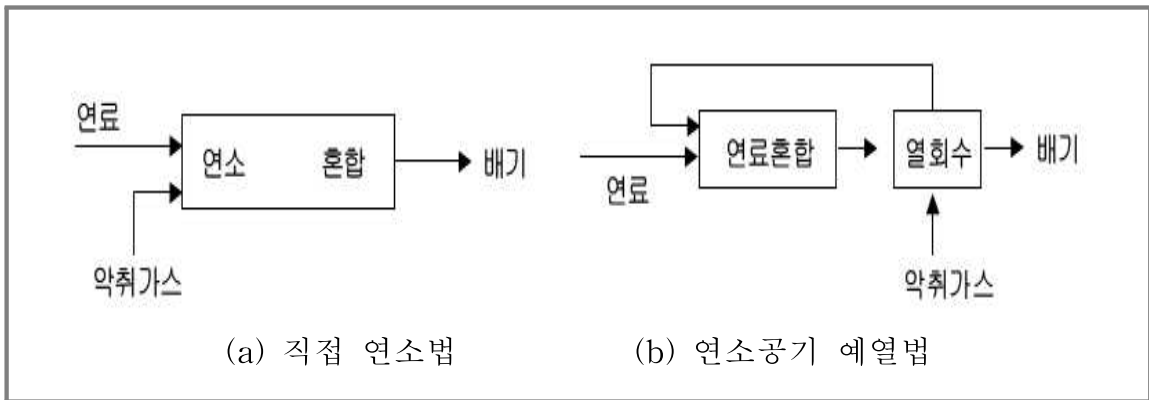 연료
연소 혼합
배기
악취가스
(a) 직접 연소법
연료혼합
열회수
배기
연료
악취가스
(b) 연소공기 예열법